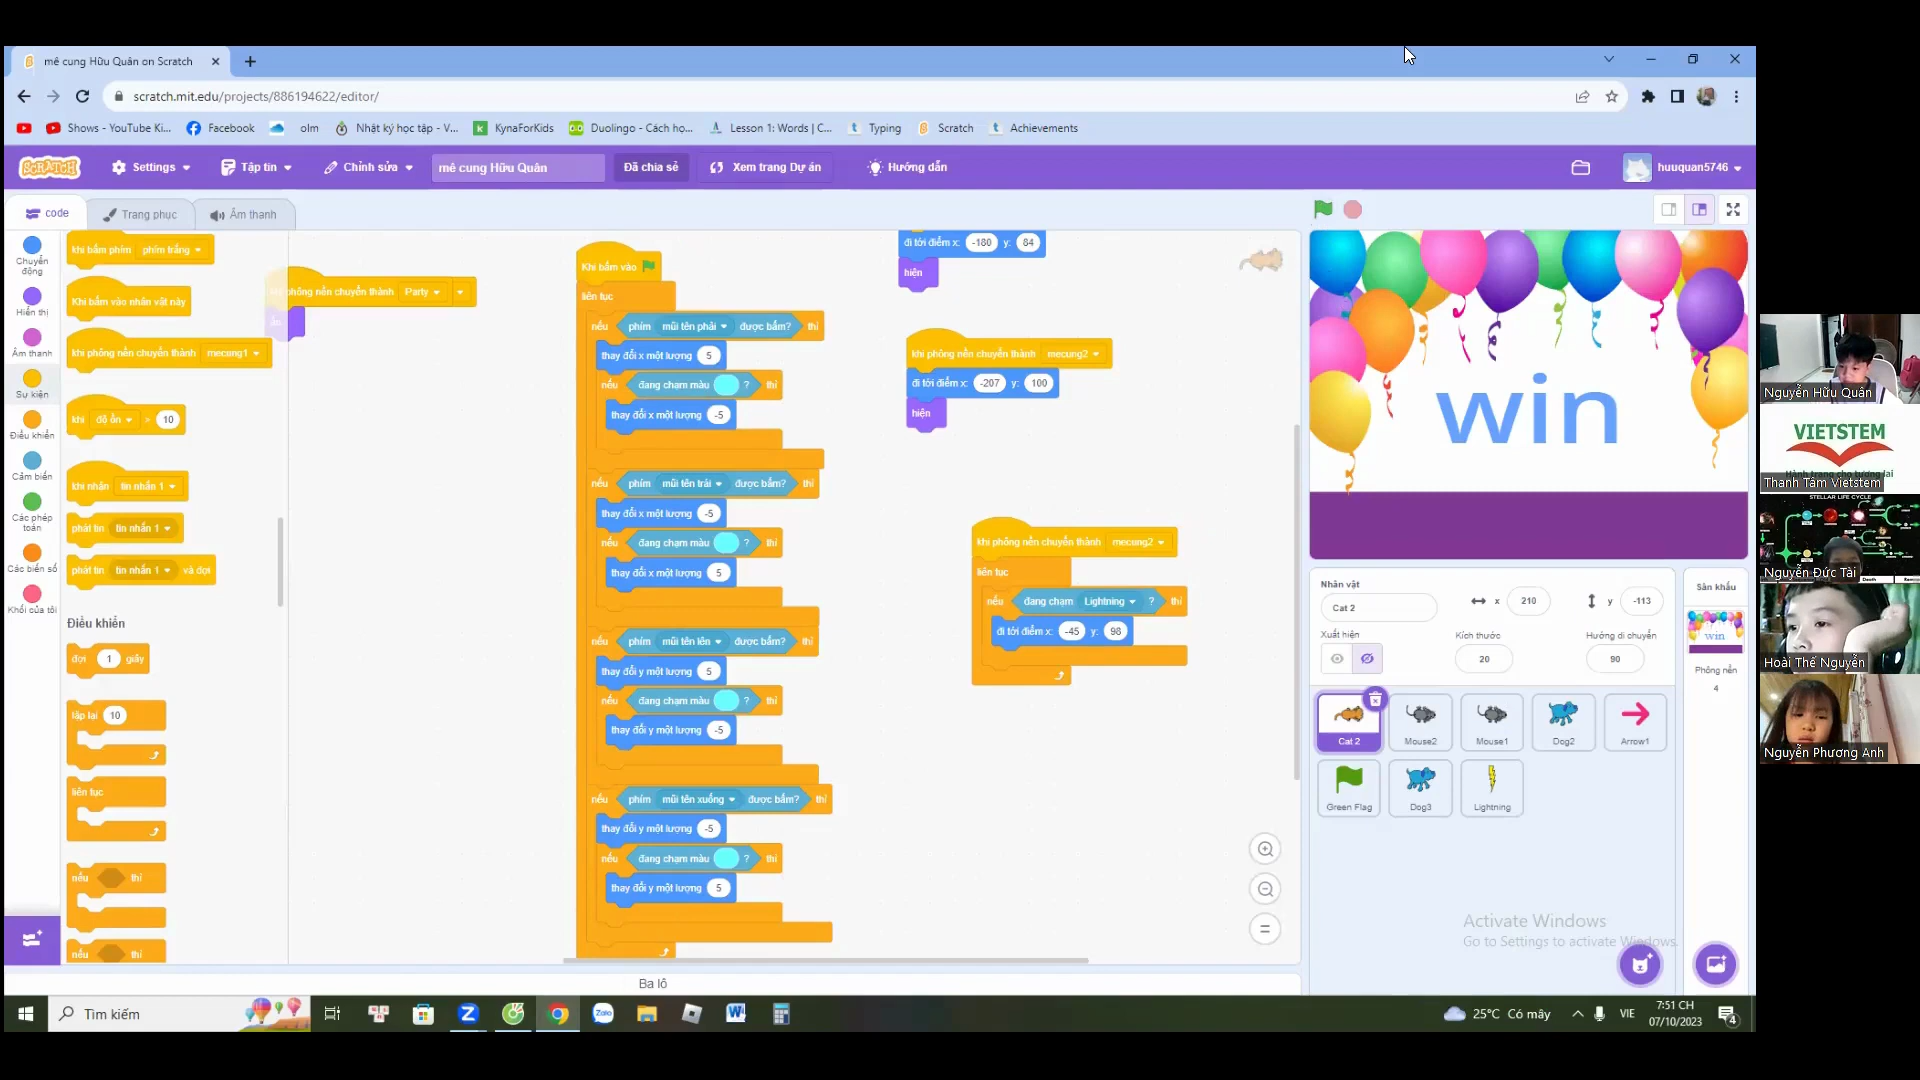 mê cung Hữu Quân on Scratch
scratch.mit.edu/projects/886194622/editor/
Shows - YouTube Ki...
Facebook
olm
Nhật ký học tập - V...
KynaForKids
Duolingo - Cách họ...
Lesson 1: Words | C...
Typing
Scratch
Achievements
SCRATCH
Settings
Tập tin
Chỉnh sửa
mê cung Hữu Quân
Đã chia sẻ
Xem trang Dự án
Hướng dẫn
huuquan5746
code
Trang phục
Âm thanh
Chuyển động
Hiển thị
Âm thanh
Sự kiện
Điều khiển
Cảm biến
Các phép toán
Các biến số
Khối của tôi
khi bấm phím phím trắng
Khi bấm vào nhân vật này
khi phông nền chuyển thành mecung1
khi độ ồn > 10
khi nhận tin nhắn 1
phát tin tin nhắn 1
phát tin tin nhắn 1 và đợi
Điều khiển
đợi 1 giây
lặp lại 10
liên tục
nếu thì
nếu thì
phông nền chuyển thành Party
ẩn
Khi bấm vào
liên tục
nếu phím mũi tên phải được bấm? thì
thay đổi x một lượng 5
nếu đang chạm màu ? thì
thay đổi x một lượng -5
nếu phím mũi tên trái được bấm? thì
thay đổi x một lượng -5
nếu đang chạm màu ? thì
thay đổi x một lượng 5
nếu phím mũi tên lên được bấm? thì
thay đổi y một lượng 5
nếu đang chạm màu ? thì
thay đổi y một lượng -5
nếu phím mũi tên xuống được bấm? thì
thay đổi y một lượng -5
nếu đang chạm màu ? thì
thay đổi y một lượng 5
đi tới điểm x: -180 y: 84
hiện
khi phông nền chuyển thành mecung2
đi tới điểm x: -207 y: 100
hiện
khi phông nền chuyển thành mecung2
liên tục
nếu đang chạm Lightning ? thì
đi tới điểm x: -45 y: 98
Ba lô
win
Nhân vật
Cat 2
x 210
y -113
Xuất hiện
Kích thước
20
Hướng di chuyển
90
Cat 2
Mouse2
Mouse1
Dog2
Arrow1
Green Flag
Dog3
Lightning
Sân khấu
win
Phông nền
4
Activate Windows
Go to Settings to activate Windows.
Tìm kiếm
25°C Có mây
VIE
7:51 CH
07/10/2023
4
Nguyễn Hữu Quân
VIETSTEM
Hành trang cho tương lai
Thanh Tâm Vietstem
STELLAR LIFE CYCLE
Nguyễn Đức Tài
Hoài Thế Nguyễn
Nguyễn Phương Anh